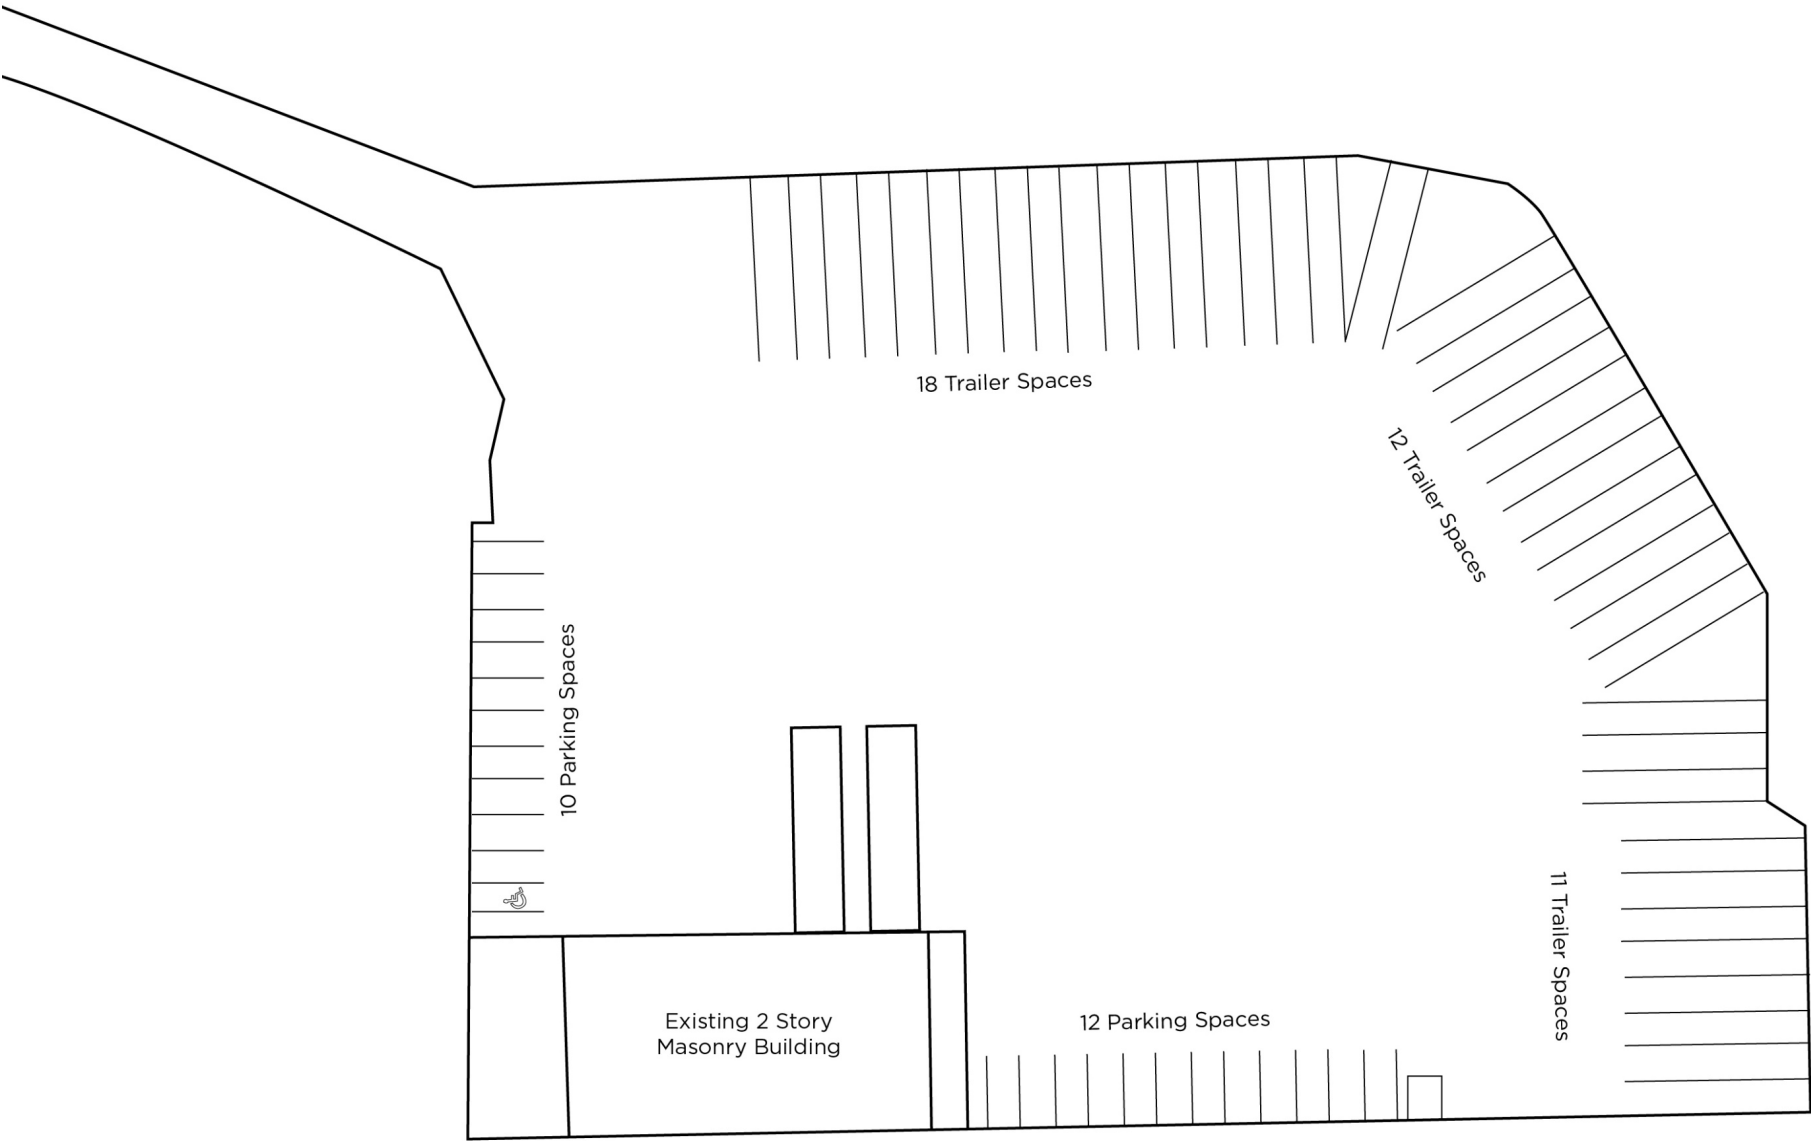 18 Trailer Spaces
12 Trailer Spaces
10 Parking Spaces
11 Trailer Spaces
Existing 2 Story
Masonry Building
12 Parking Spaces